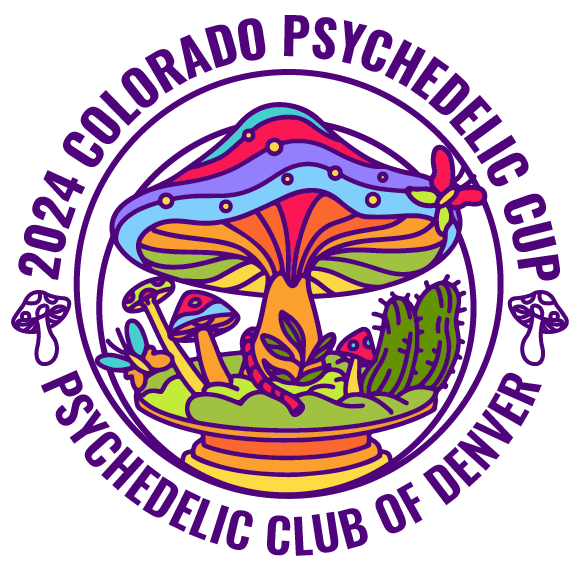 2024 COLORADO PSYCHEDELIC CUP
PSYCHEDELIC CLUB OF DENVER